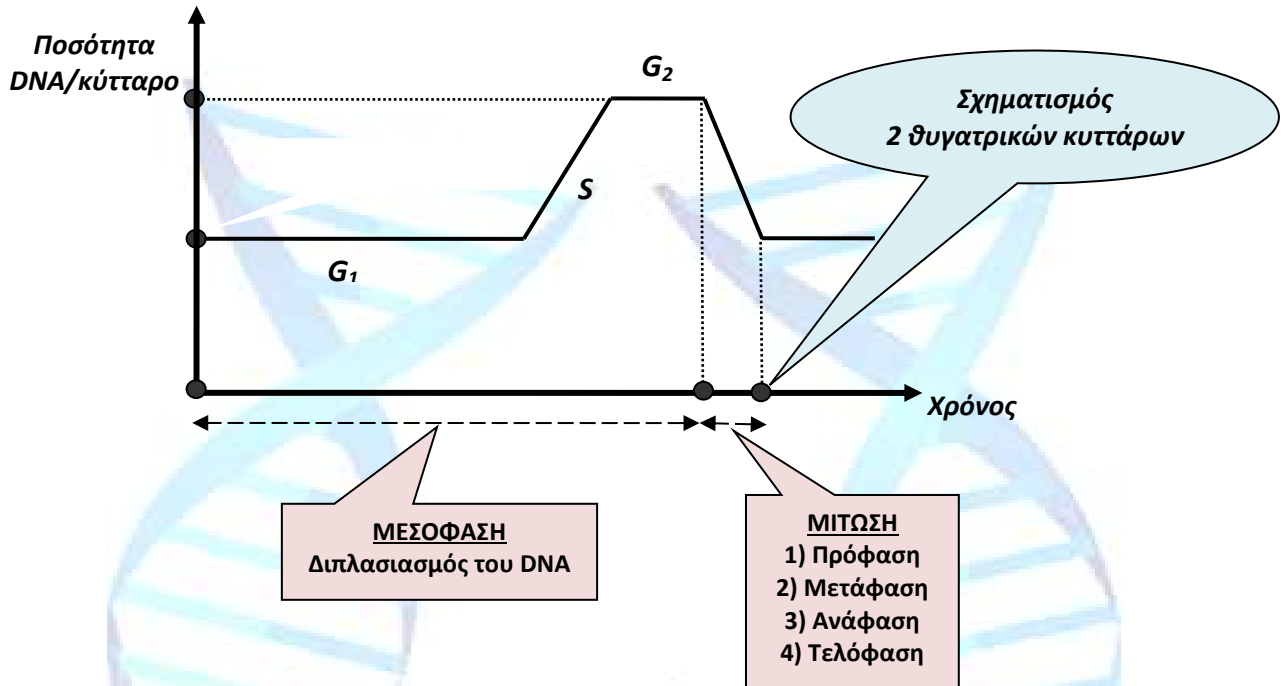 Ποσότητα
DNA/κύτταρο
G₂
Σχηματισμός
2 θυγατρικών κυττάρων
S
G₁
Χρόνος
ΜΕΣΟΦΑΣΗ
Διπλασιασμός του DNA
ΜΙΤΩΣΗ
1) Πρόφαση
2) Μετάφαση
3) Ανάφαση
4) Τελόφαση